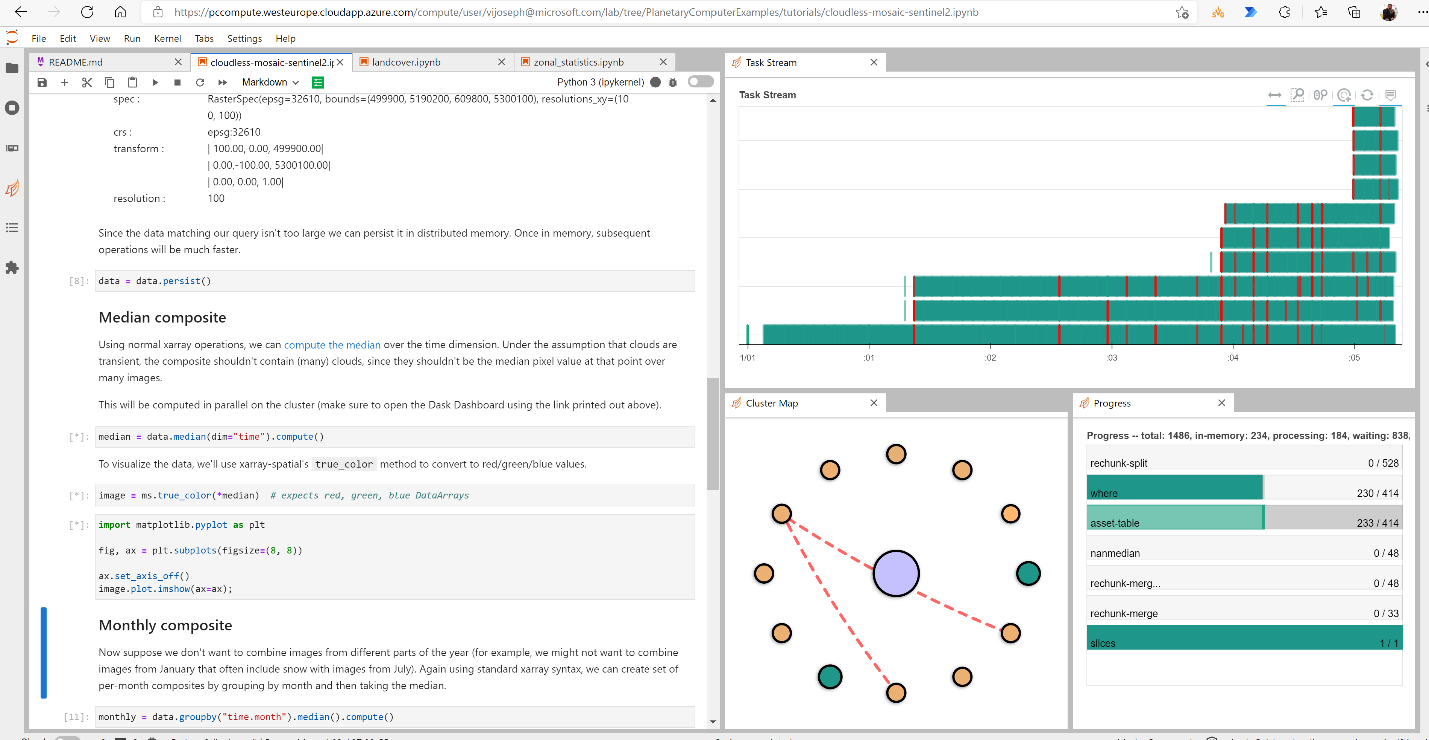 https://pccompute.westeurope.cloudapp.azure.com/compute/user/vijoseph@microsoft.com/lab/tree/PlanetaryComputerExamples/tutorials/cloudless-mosaic-sentinel2.ipynb
File Edit View Run Kernel Tabs Settings Help
README.md
cloudless-mosaic-sentinel2.ip
landcover.ipynb
zonal_statistics.ipynb
Markdown
Python 3 (ipykernel)
spec : RasterSpec(epsg=32610, bounds=(499900, 5190200, 609800, 5300100), resolutions_xy=(10
0, 100))
crs : epsg:32610
transform : | 100.00, 0.00, 499900.00|
| 0.00,-100.00, 5300100.00|
| 0.00, 0.00, 1.00|
resolution : 100
Since the data matching our query isn't too large we can persist it in distributed memory. Once in memory, subsequent
operations will be much faster.
[8]: data = data.persist()
Median composite
Using normal xarray operations, we can compute the median over the time dimension. Under the assumption that clouds are
transient, the composite shouldn't contain (many) clouds, since they shouldn't be the median pixel value at that point over
many images.
This will be computed in parallel on the cluster (make sure to open the Dask Dashboard using the link printed out above).
[*]: median = data.median(dim="time").compute()
To visualize the data, we'll use xarray-spatial's true_color method to convert to red/green/blue values.
[*]: image = ms.true_color(*median) # expects red, green, blue DataArrays
[*]: import matplotlib.pyplot as plt
fig, ax = plt.subplots(figsize=(8, 8))
ax.set_axis_off()
image.plot.imshow(ax=ax);
Monthly composite
Now suppose we don't want to combine images from different parts of the year (for example, we might not want to combine
images from January that often include snow with images from July). Again using standard xarray syntax, we can create set of
per-month composites by grouping by month and then taking the median.
[11]: monthly = data.groupby("time.month").median().compute()
Task Stream
Task Stream
1/01 :01 :02 :03 :04 :05
Cluster Map
Progress
Progress -- total: 1486, in-memory: 234, processing: 184, waiting: 838,
rechunk-split 0 / 528
where 230 / 414
asset-table 233 / 414
nanmedian 0 / 48
rechunk-merg... 0 / 48
rechunk-merge 0 / 33
slices 1 / 1